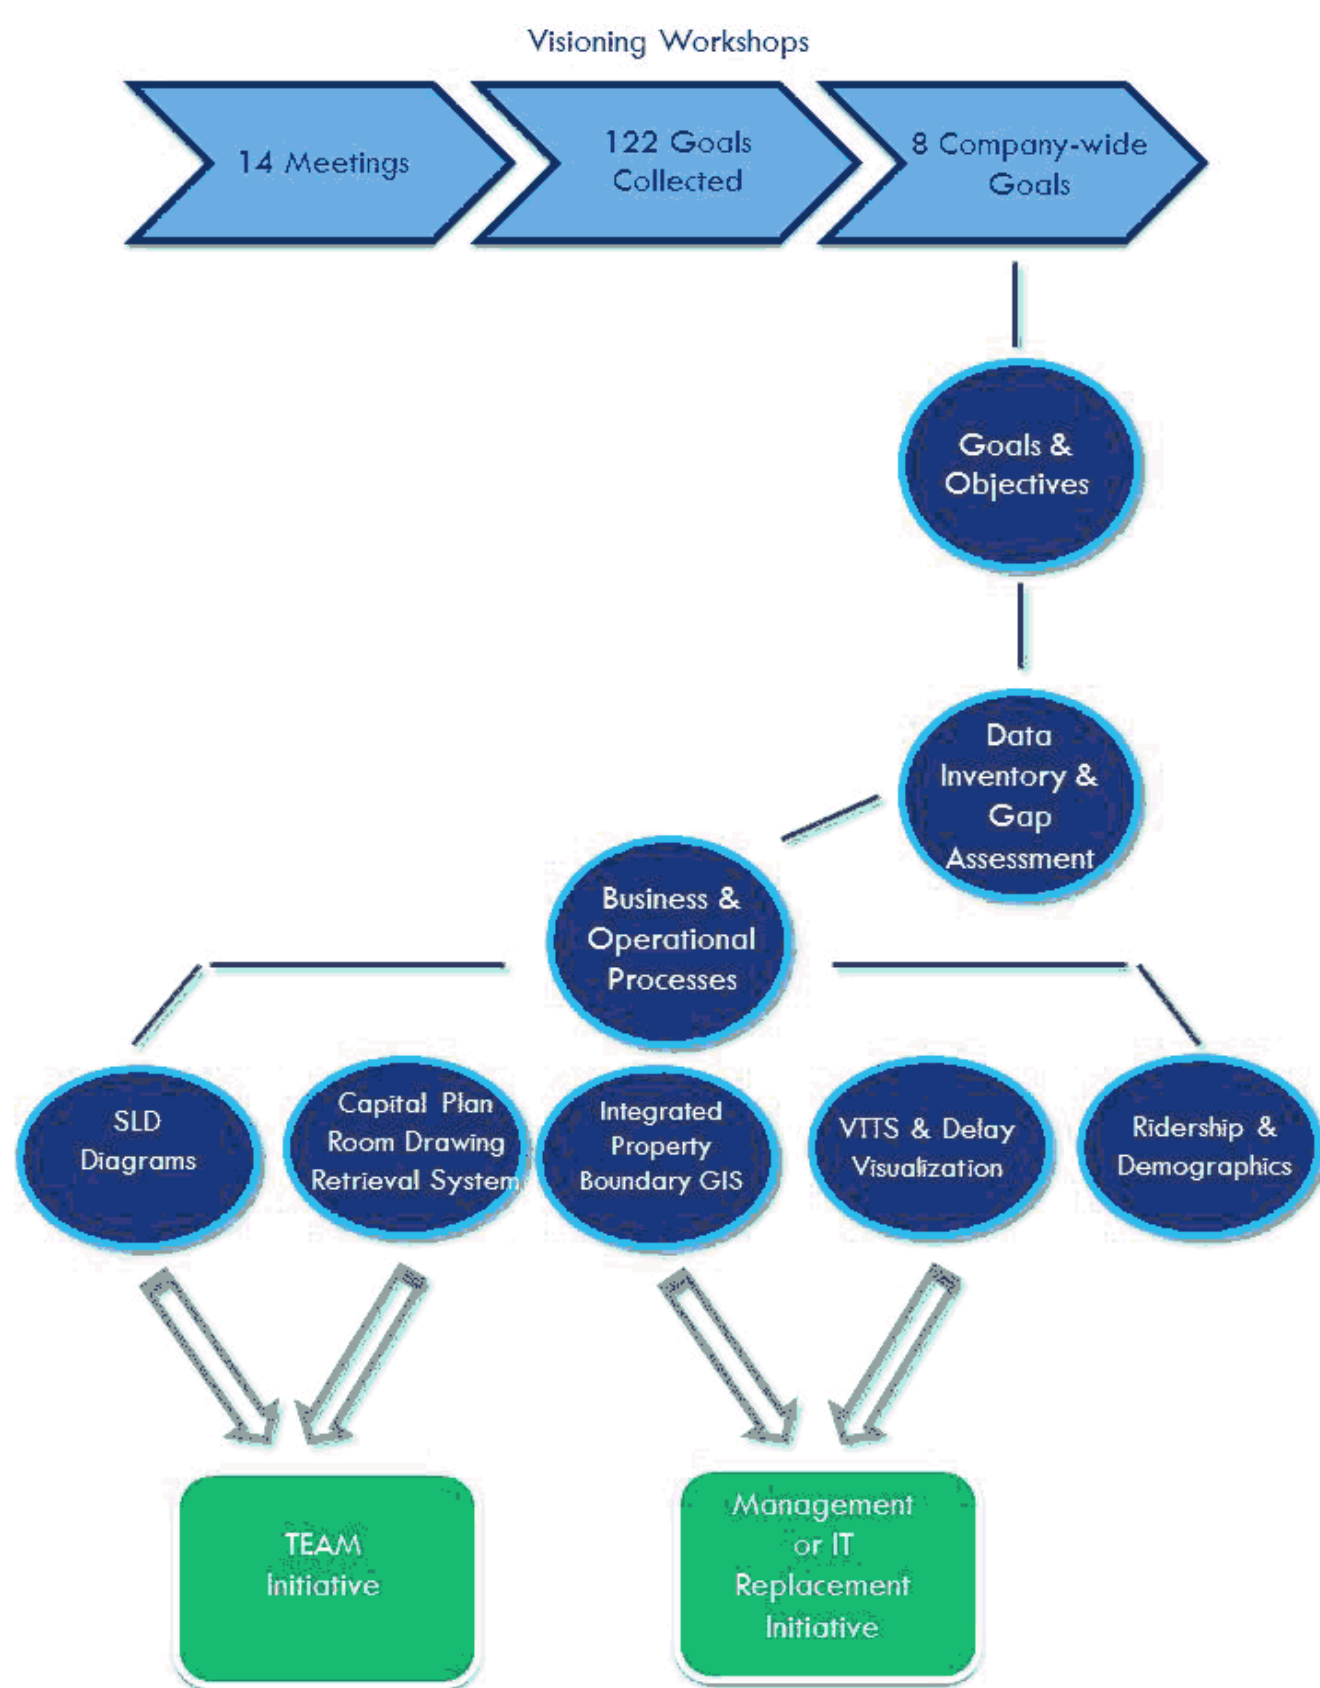 Visioning Workshops
14 Meetings
122 Goals
Collected
8 Company-wide
Goals
Goals &
Objectives
Data
Inventory &
Gap
Assessment
Business &
Operational
Processes
SLD
Diagrams
Capital Plan
Room Drawing
Retrieval System
Integrated
Property
Boundary GIS
VTTS & Delay
Visualization
Ridership &
Demographics
TEAM
Initiative
Management
or IT
Replacement
Initiative